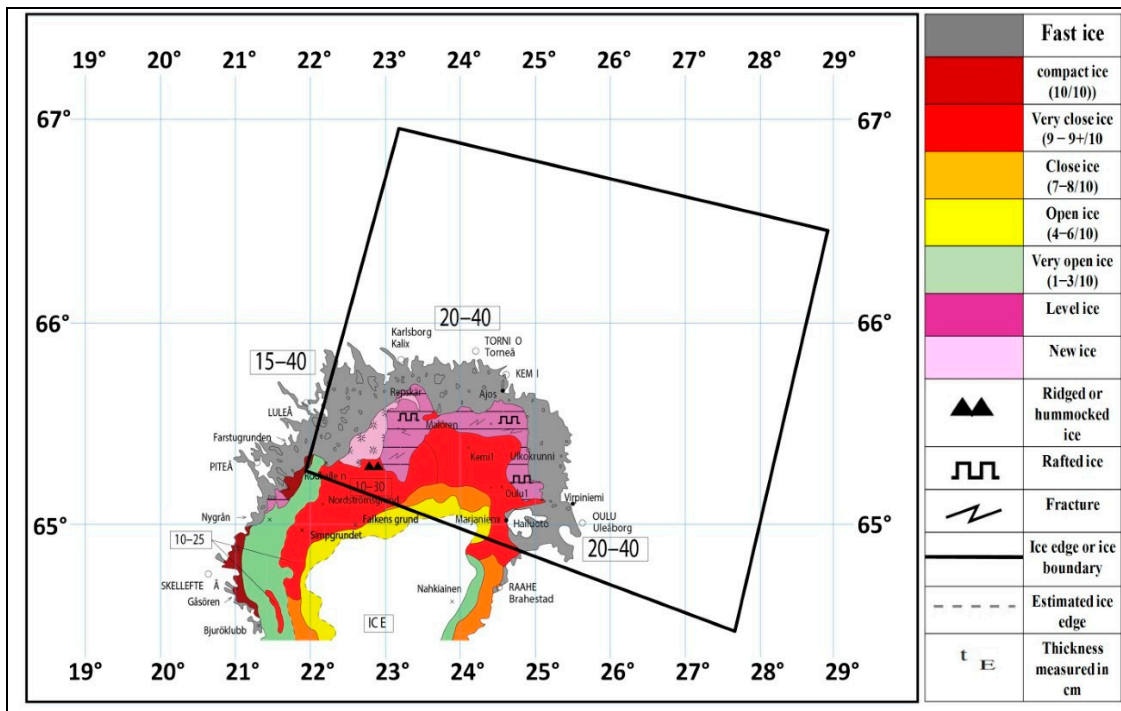 19° 20° 21° 22° 23° 24° 25° 26° 27° 28° 29°
67° 67°
66° 66°
65° 65°
20–40
Karlsborg
Kalix
TORNI O
Torneå
KEM I
15–40
Repskär
Ajos
LULEÅ
Malören
Farstugrunden
Kemi1
Ulkokrunni
PITEÅ
10–30
Nordströmsgrund
Oulu1
Virpiniemi
Nygrån
Falkens grund
Marjaniemi
Hailuoto
OULU
Uleåborg
Simpgrundet
10–25
20–40
SKELLEFTE Å
Gåsören
Nahkiainen
RAAHE
Brahestad
Bjuröklubb
ICE
19° 20° 21° 22° 23° 24° 25° 26° 27° 28° 29°
Fast ice
compact ice
(10/10))
Very close ice
(9 – 9+/10
Close ice
(7–8/10)
Open ice
(4–6/10)
Very open ice
(1–3/10)
Level ice
New ice
Ridged or
hummocked
ice
Rafted ice
Fracture
Ice edge or ice
boundary
Estimated ice
edge
t E
Thickness
measured in
cm